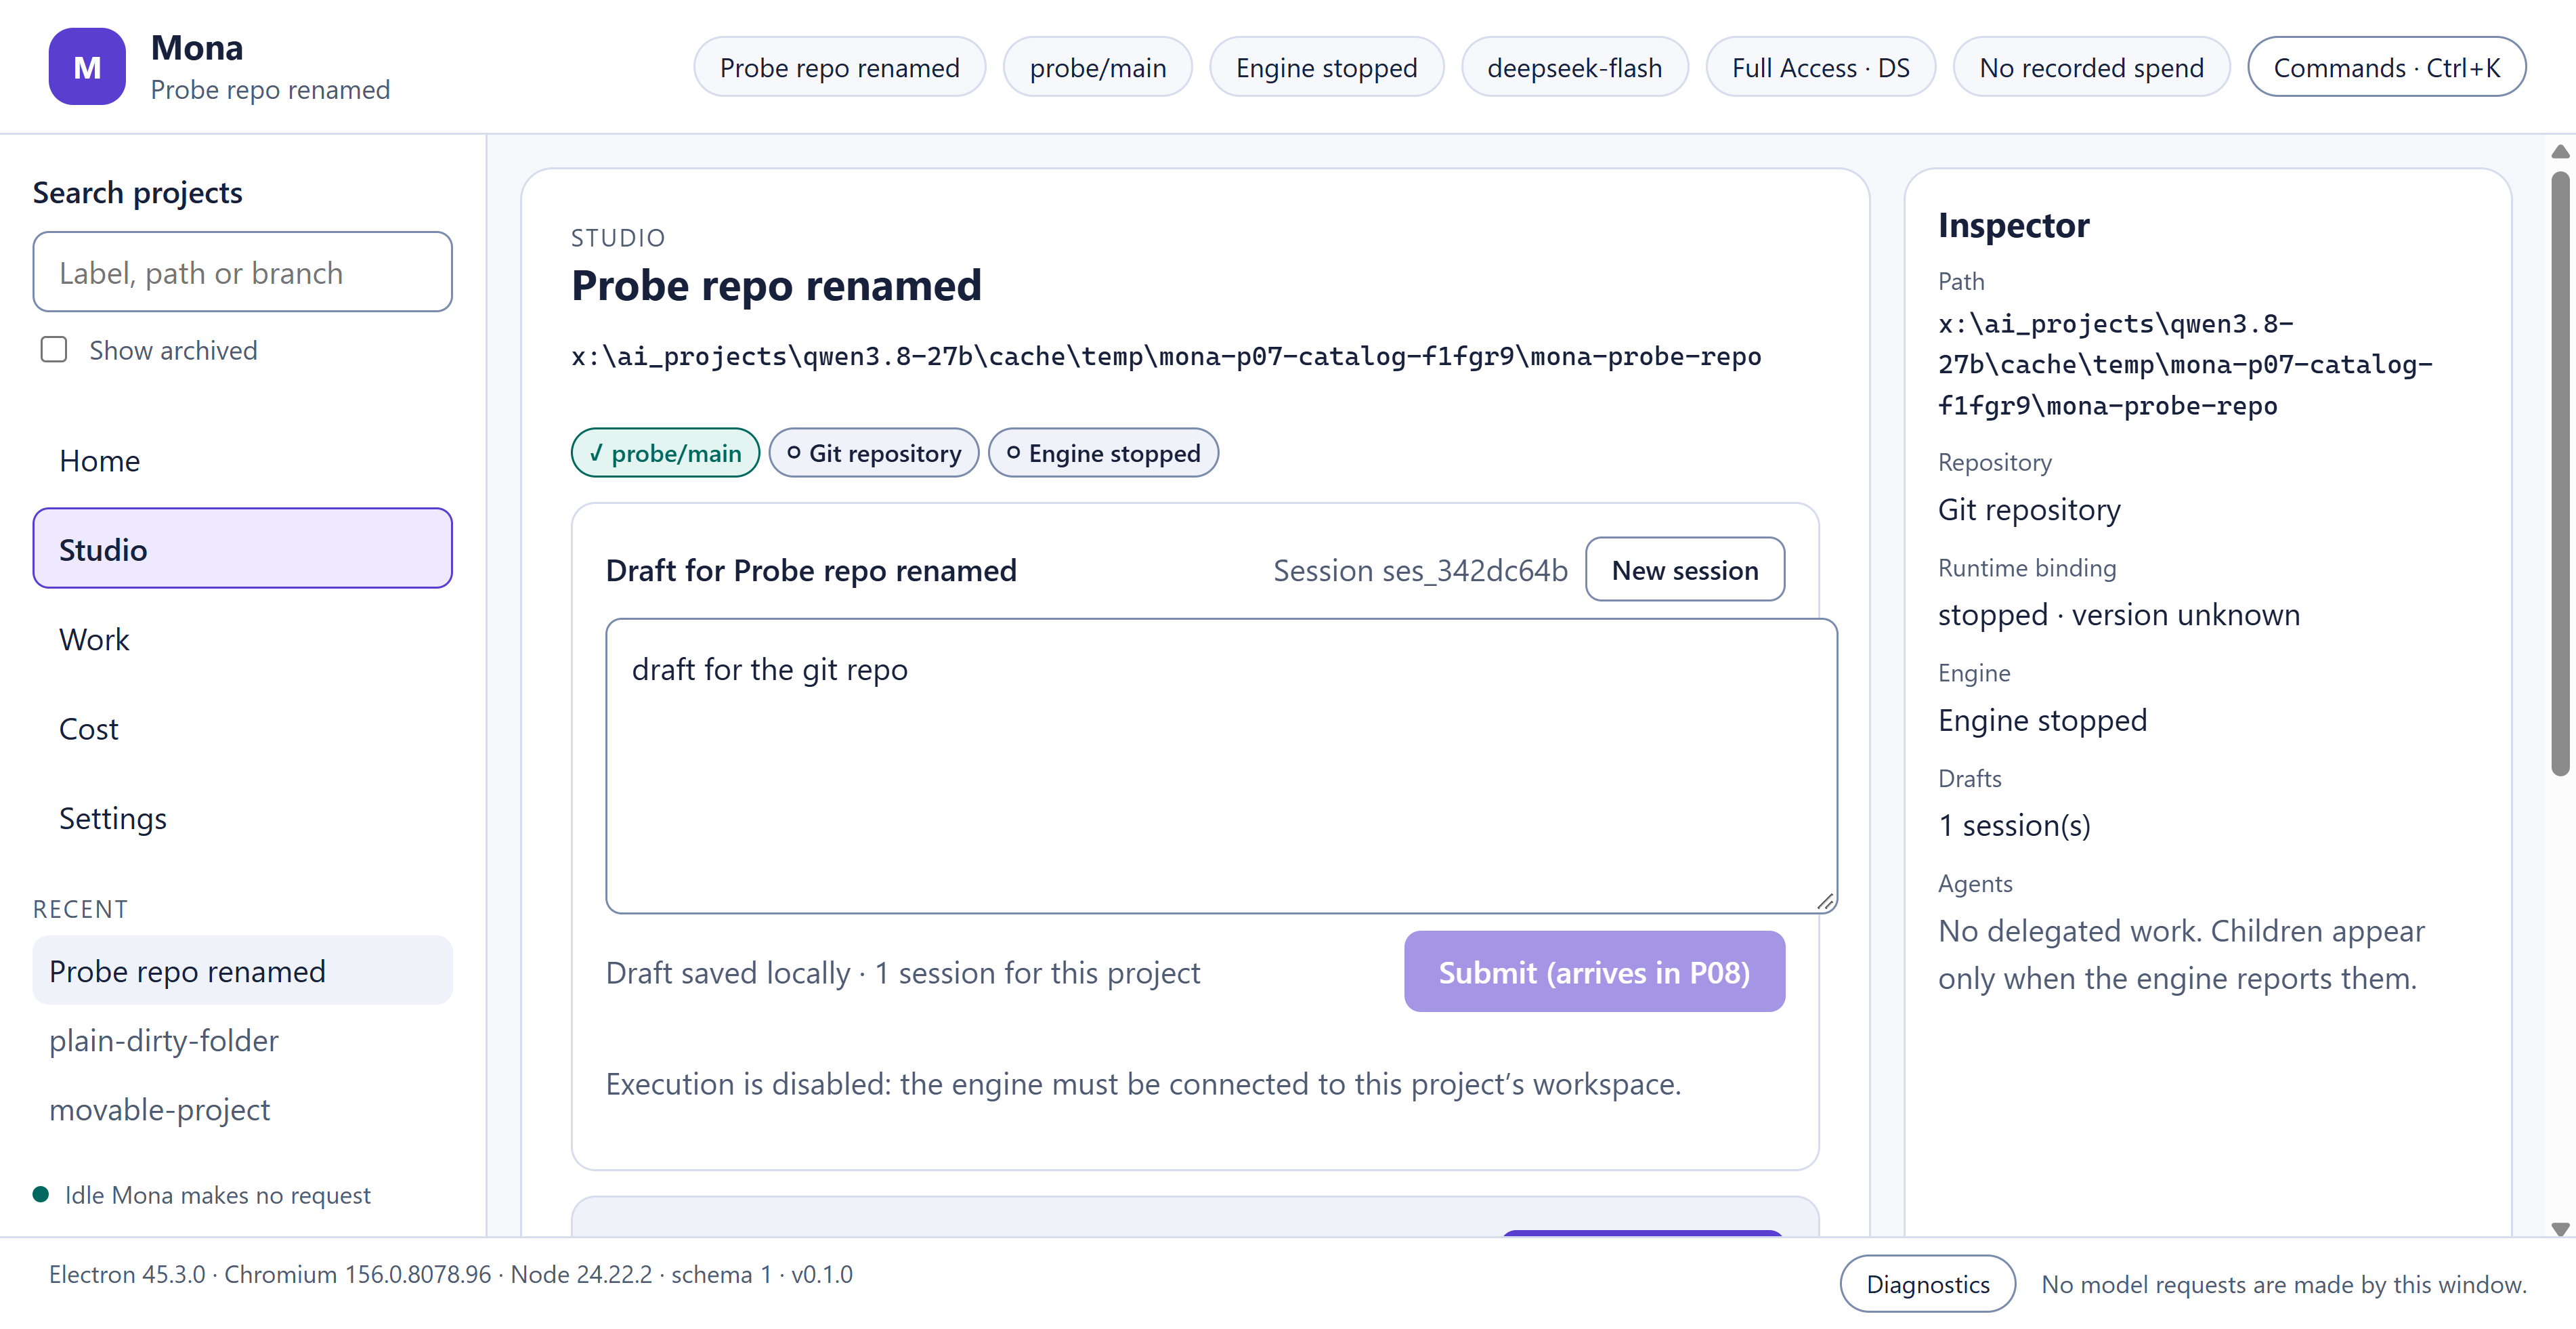 M
Mona
Probe repo renamed
Probe repo renamed
probe/main
Engine stopped
deepseek-flash
Full Access · DS
No recorded spend
Commands · Ctrl+K
Search projects
Label, path or branch
Show archived
Home
Studio
Work
Cost
Settings
RECENT
Probe repo renamed
plain-dirty-folder
movable-project
Idle Mona makes no request
STUDIO
Probe repo renamed
x:\ai_projects\qwen3.8-27b\cache\temp\mona-p07-catalog-f1fgr9\mona-probe-repo
✓ probe/main
Git repository
Engine stopped
Draft for Probe repo renamed
Session ses_342dc64b
New session
draft for the git repo
Draft saved locally · 1 session for this project
Submit (arrives in P08)
Execution is disabled: the engine must be connected to this project’s workspace.
Inspector
Path
x:\ai_projects\qwen3.8-
27b\cache\temp\mona-p07-catalog-
f1fgr9\mona-probe-repo
Repository
Git repository
Runtime binding
stopped · version unknown
Engine
Engine stopped
Drafts
1 session(s)
Agents
No delegated work. Children appear
only when the engine reports them.
Electron 45.3.0 · Chromium 156.0.8078.96 · Node 24.22.2 · schema 1 · v0.1.0
Diagnostics
No model requests are made by this window.